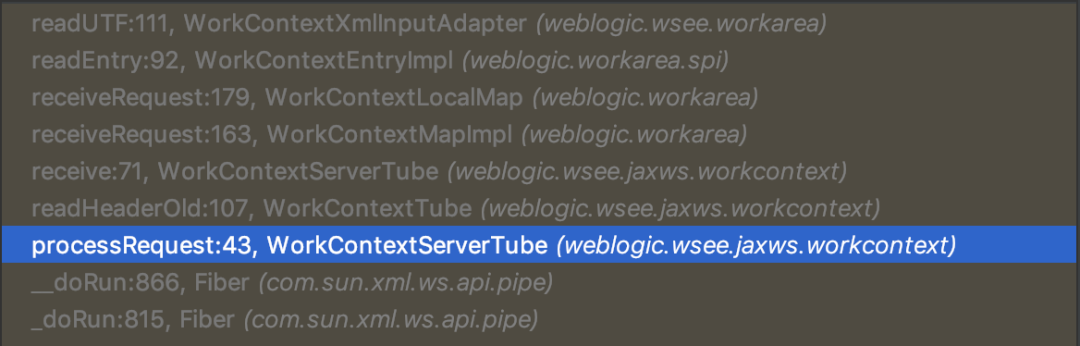 readUTF:111, WorkContextXmlInputAdapter (weblogic.wsee.workarea)
readEntry:92, WorkContextEntryImpl (weblogic.workarea.spi)
receiveRequest:179, WorkContextLocalMap (weblogic.workarea)
receiveRequest:163, WorkContextMapImpl (weblogic.workarea)
receive:71, WorkContextServerTube (weblogic.wsee.jaxws.workcontext)
readHeaderOld:107, WorkContextTube (weblogic.wsee.jaxws.workcontext)
processRequest:43, WorkContextServerTube (weblogic.wsee.jaxws.workcontext)
__doRun:866, Fiber (com.sun.xml.ws.api.pipe)
_doRun:815, Fiber (com.sun.xml.ws.api.pipe)